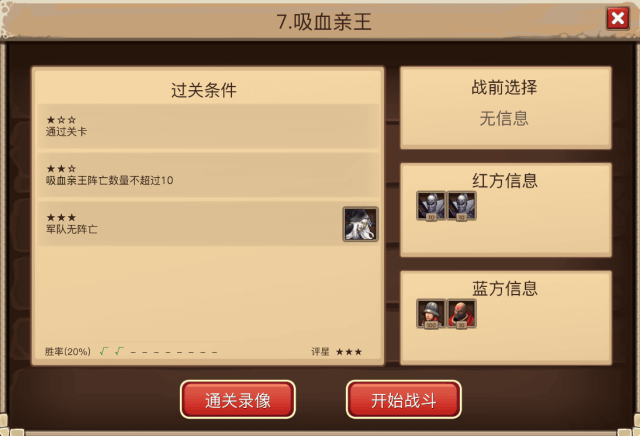 7.吸血亲王
过关条件
★☆☆
通过关卡
★★☆
吸血亲王阵亡数量不超过10
★★★
军队无阵亡
胜率(20%) √ √ – – – – – – – –
评星 ★★★
战前选择
无信息
红方信息
蓝方信息
100
通关录像
开始战斗